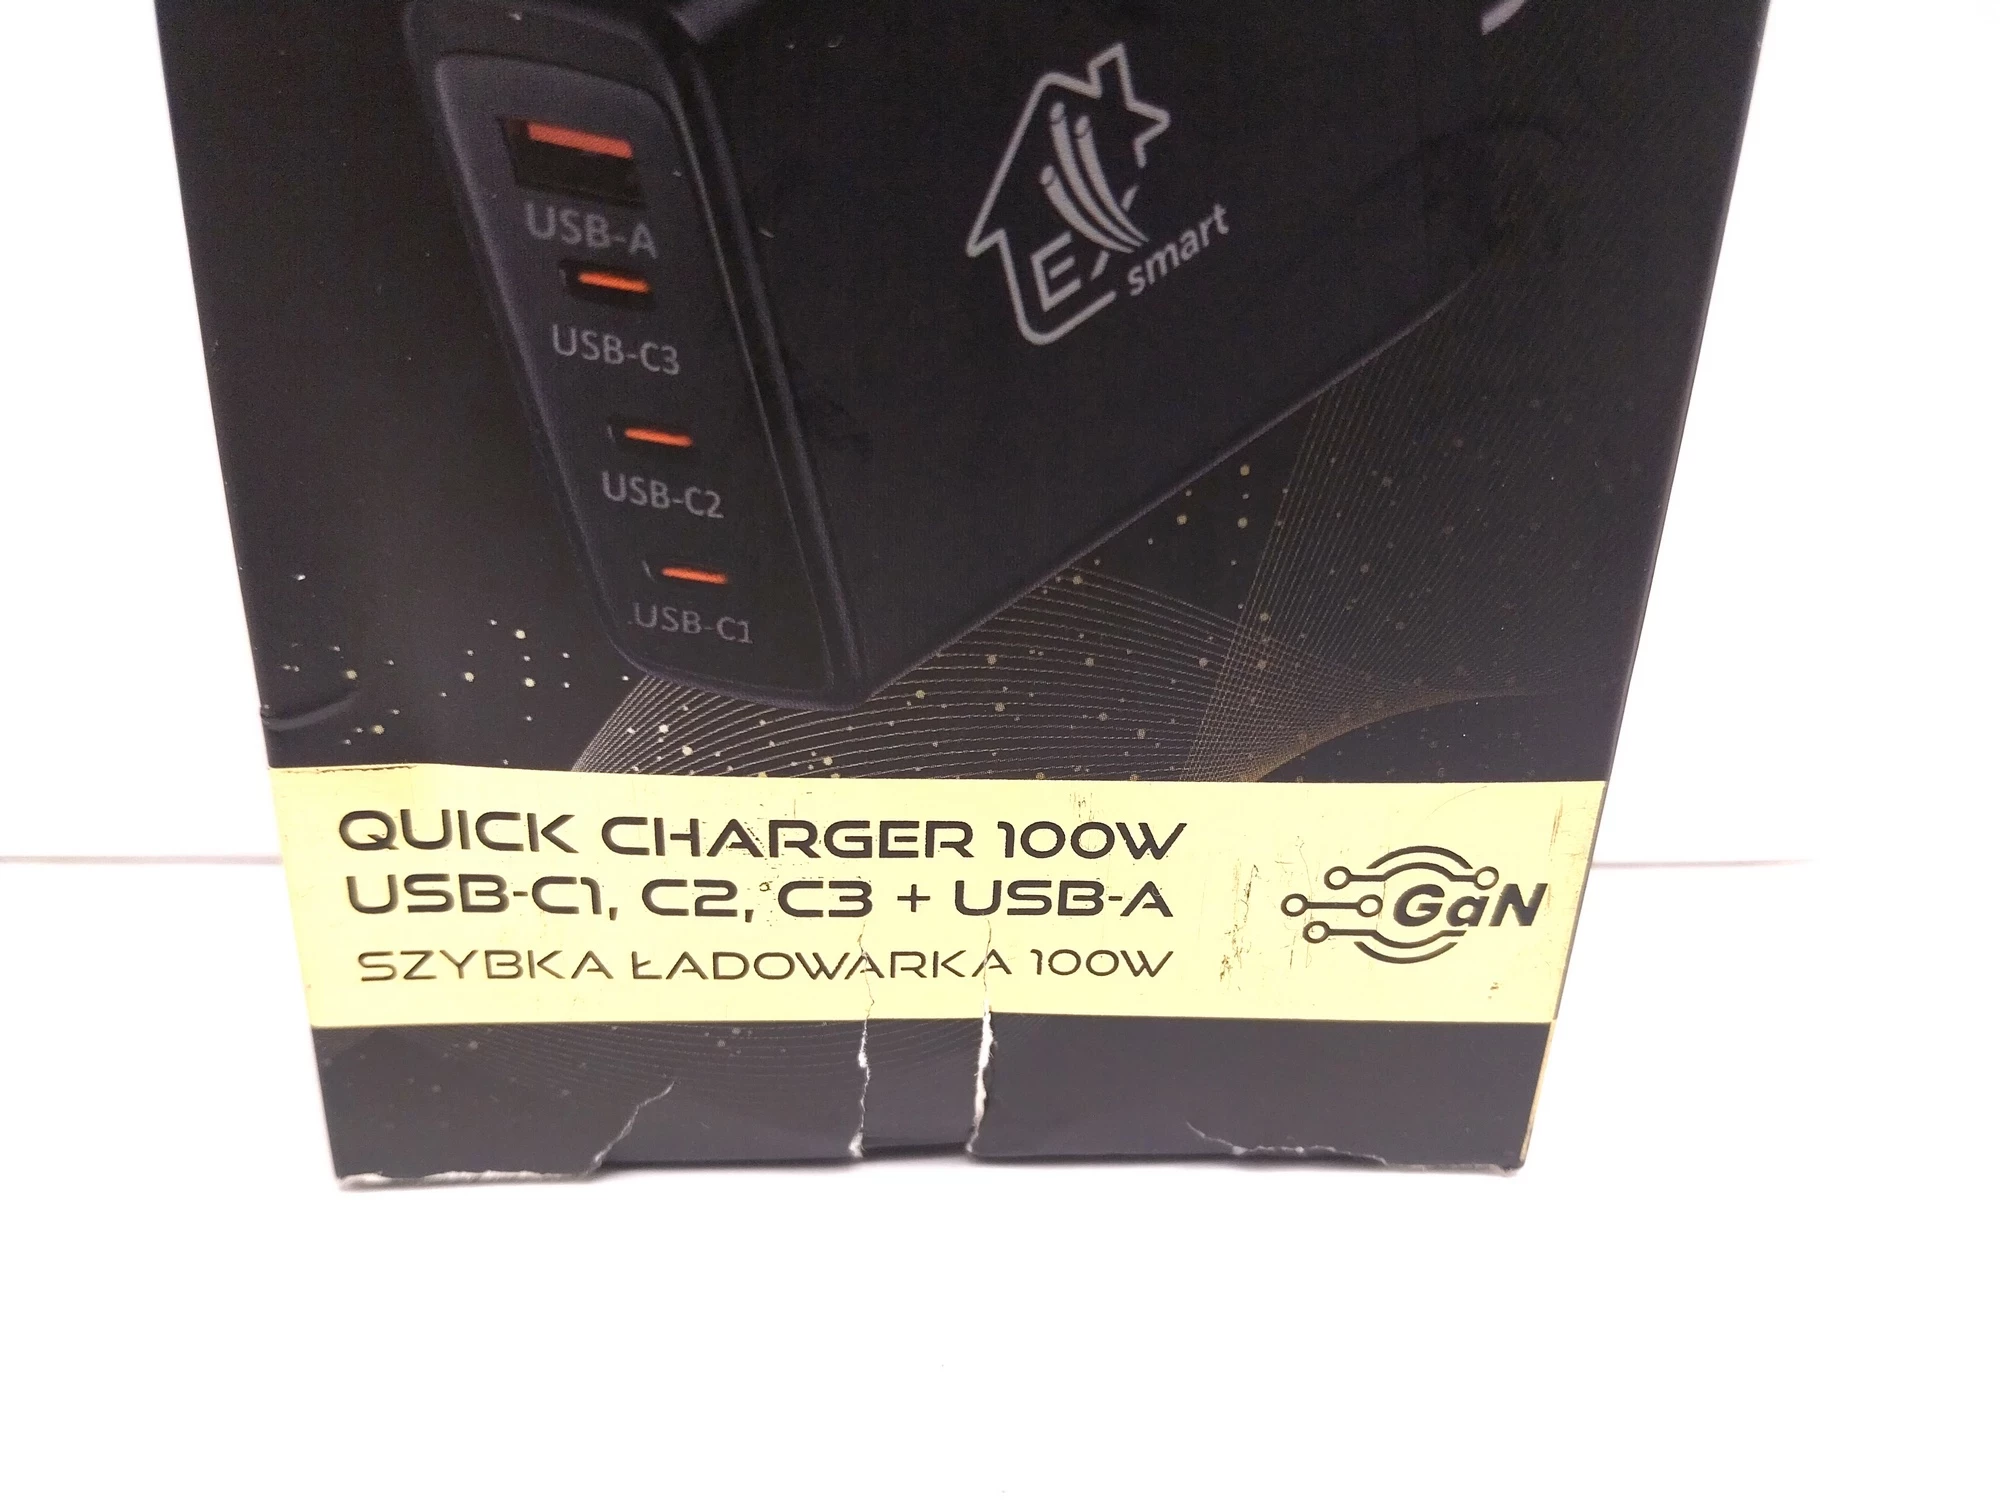 USB-A
USB-C3
USB-C2
USB-C1
EX
smart
QUICK CHARGER 100W
USB-C1, C2, C3 + USB-A
SZYBKA ŁADOWARKA 100W
GaN